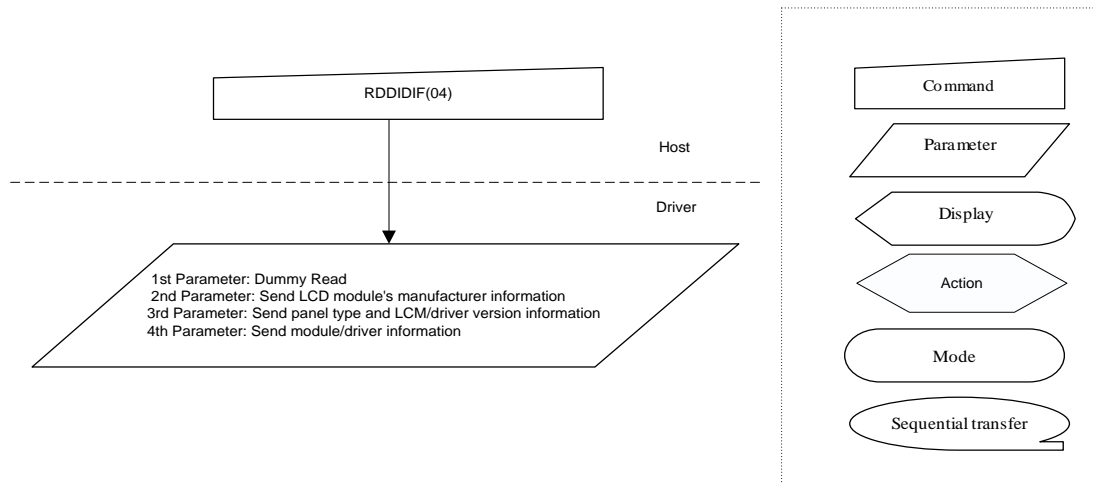 RDDIDIF(04)
Host
Driver
1st Parameter: Dummy Read
2nd Parameter: Send LCD module's manufacturer information
3rd Parameter: Send panel type and LCM/driver version information
4th Parameter: Send module/driver information
Command
Parameter
Display
Action
Mode
Sequential transfer